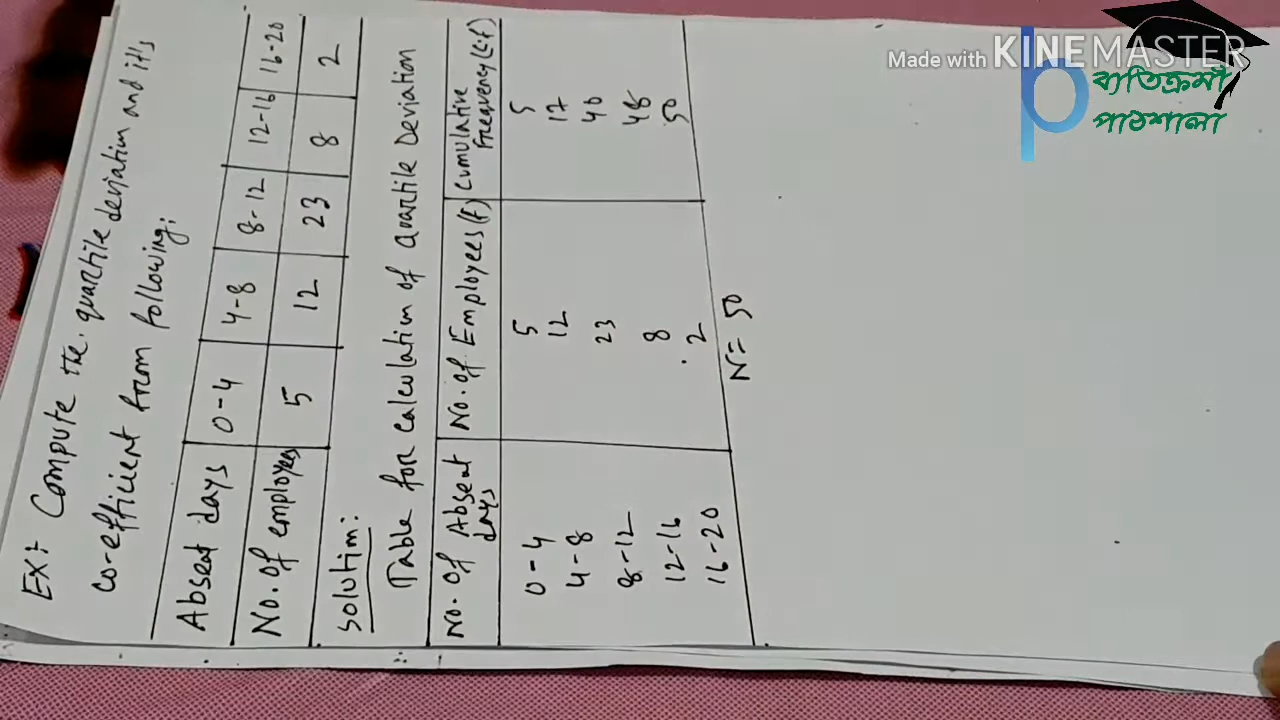 Ex: Compute the quartile deviation and it's
co-efficient from following:
Absent days 0-4 4-8 8-12 12-16 16-20
No. of employees 5 12 23 8 2
Solution:
Table for calculation of Quartile Deviation
No. of Absent days No. of Employees (f) Cumulative Frequency (c.f)
0-4 5 5
4-8 12 17
8-12 23 40
12-16 8 48
16-20 2 50
N= 50
Made with KINEMASTER
ব্যতিক্রমী
পাঠশালা